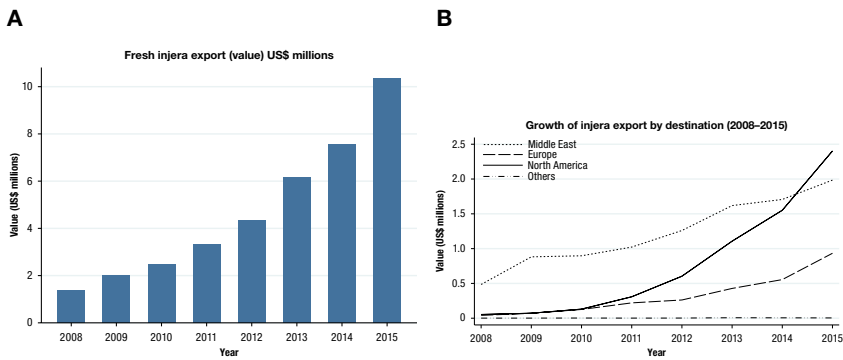 A
Fresh injera export (value) US$ millions
Value (US$ millions)
10
8
6
4
2
0
2008 2009 2010 2011 2012 2013 2014 2015
Year
B
Growth of injera export by destination (2008–2015)
Middle East
Europe
North America
Others
Value (US$ millions)
2.5
2.0
1.5
1.0
0.5
0
2008 2009 2010 2011 2012 2013 2014 2015
Year